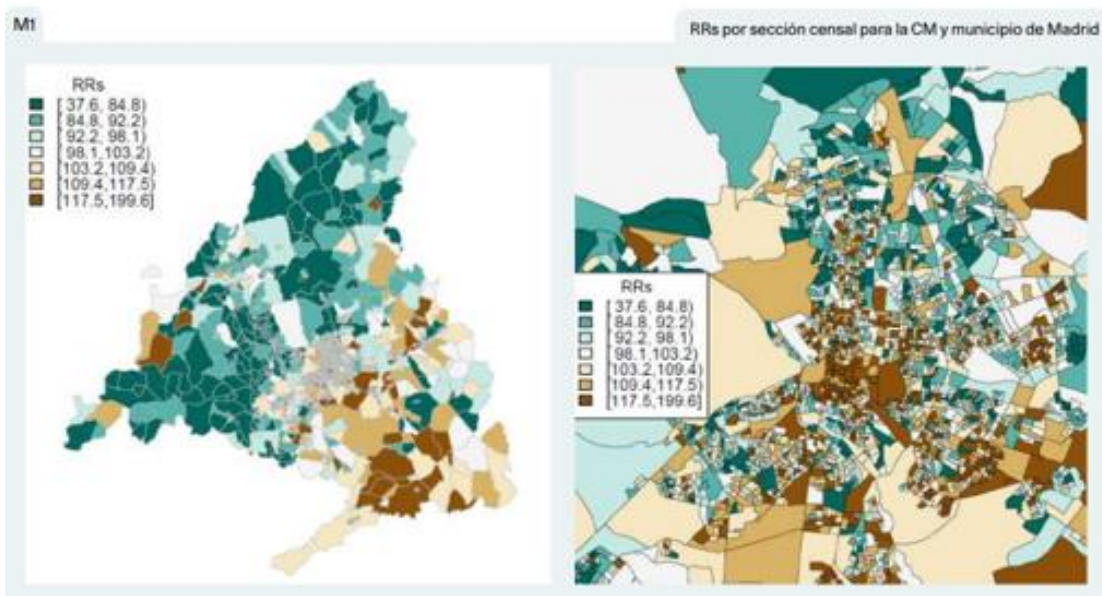 M1
RRs por sección censal para la CM y municipio de Madrid
RRs
[ 37.6, 84.8)
[ 84.8, 92.2)
[ 92.2, 98.1)
[ 98.1,103.2)
[103.2,109.4)
[109.4,117.5)
[117.5,199.6]
RRs
[ 37.6, 84.8)
[ 84.8, 92.2)
[ 92.2, 98.1)
[ 98.1,103.2)
[103.2,109.4)
[109.4,117.5)
[117.5,199.6]